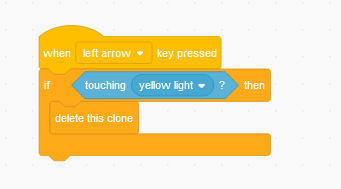 when left arrow key pressed
if touching yellow light ? then
delete this clone